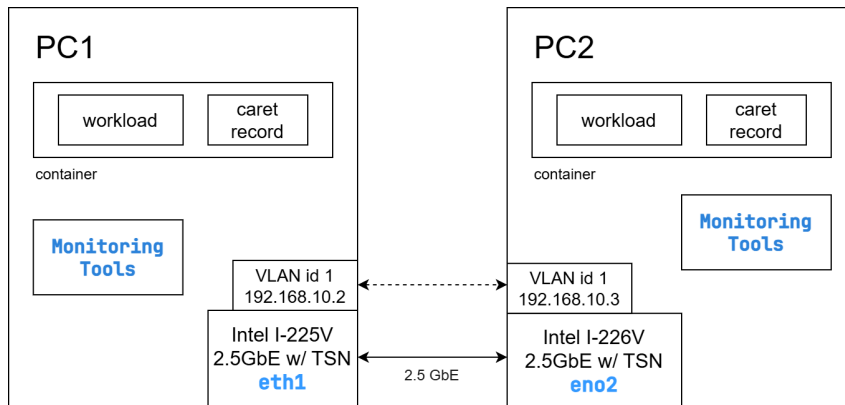 PC1
workload
caret
record
container
Monitoring
Tools
VLAN id 1
192.168.10.2
Intel I-225V
2.5GbE w/ TSN
eth1
2.5 GbE
PC2
workload
caret
record
container
Monitoring
Tools
VLAN id 1
192.168.10.3
Intel I-226V
2.5GbE w/ TSN
eno2